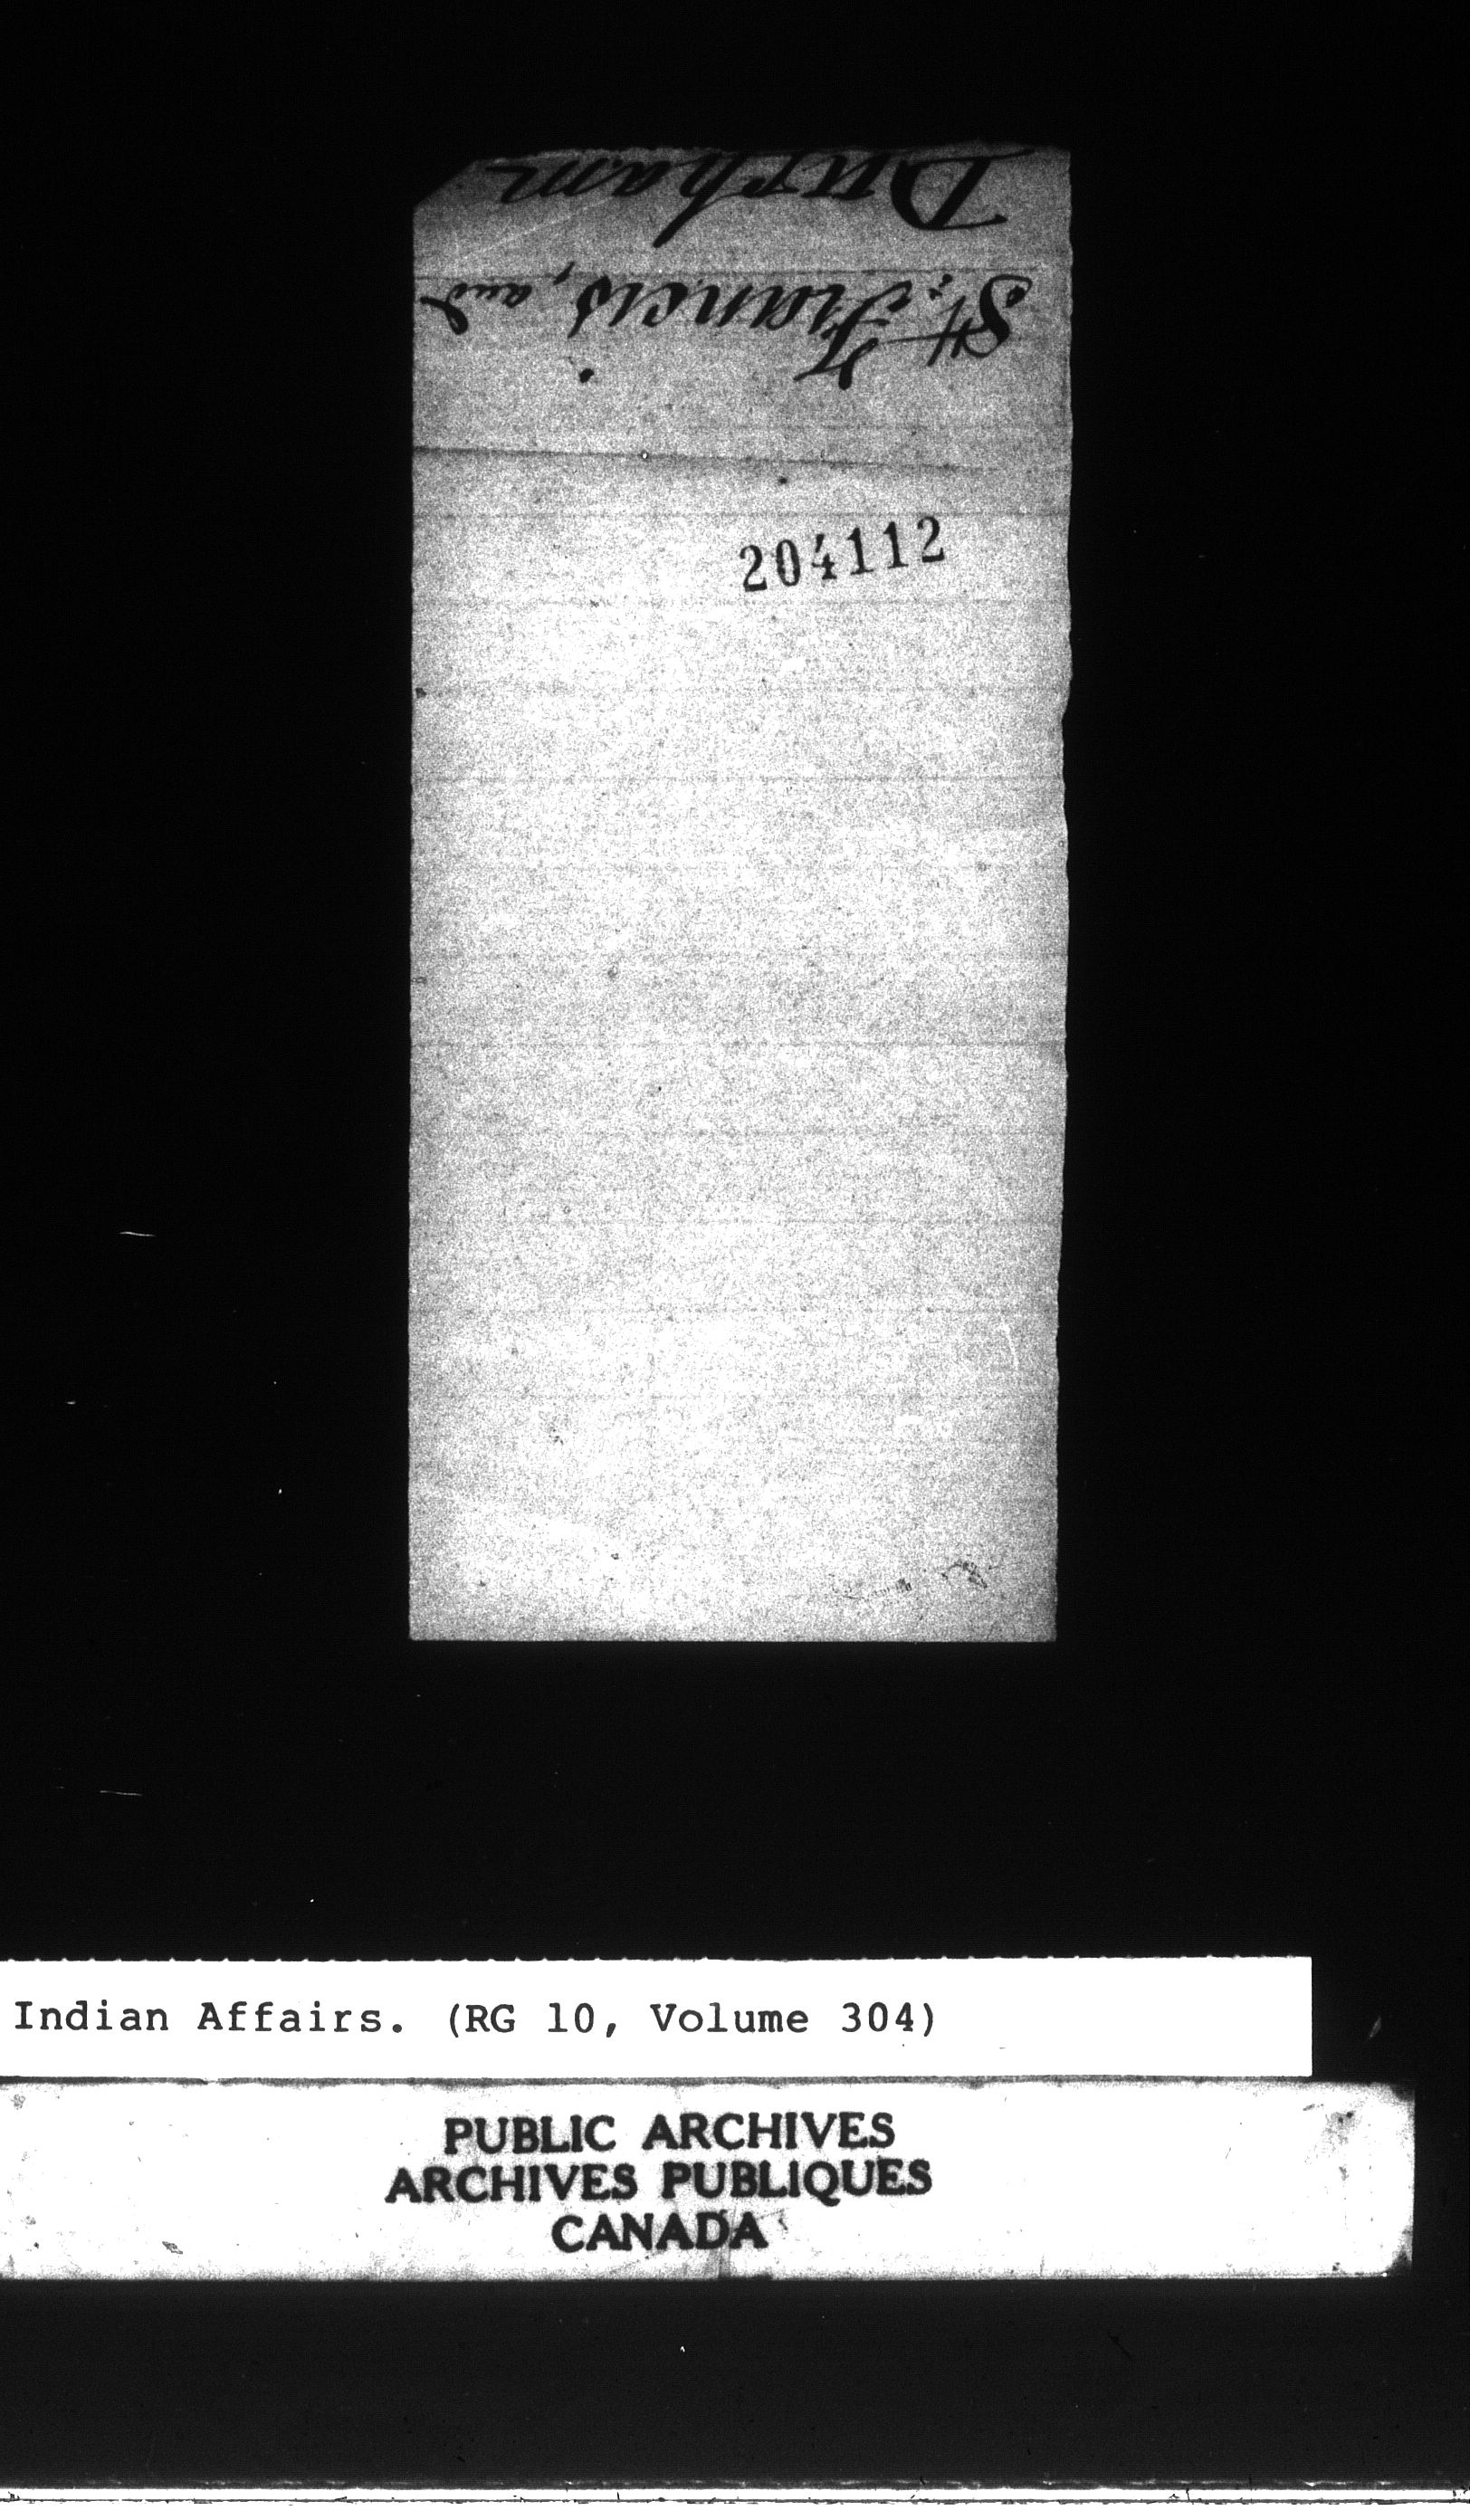 St. Francis, and
Durham
204112
Indian Affairs. (RG 10, Volume 304)
PUBLIC ARCHIVES
ARCHIVES PUBLIQUES
CANADA